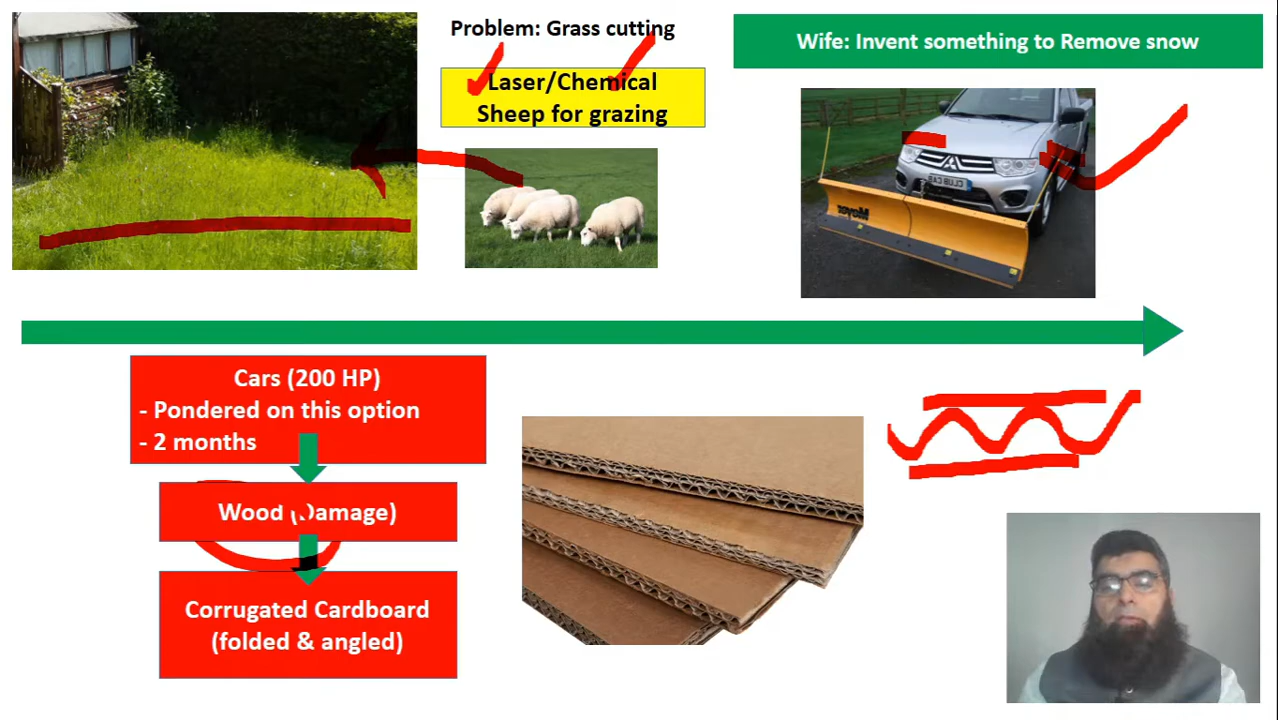 Problem: Grass cutting
Laser/Chemical
Sheep for grazing
Wife: Invent something to Remove snow
Cars (200 HP)
- Pondered on this option
- 2 months
Wood (Damage)
Corrugated Cardboard
(folded & angled)